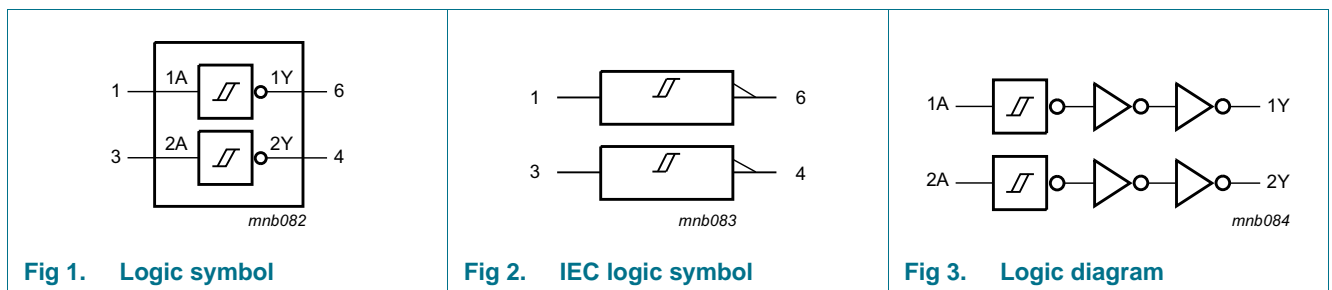 1 1A 1Y 6
3 2A 2Y 4
mnb082
Fig 1. Logic symbol
1 6
3 4
mnb083
Fig 2. IEC logic symbol
1A 1Y
2A 2Y
mnb084
Fig 3. Logic diagram